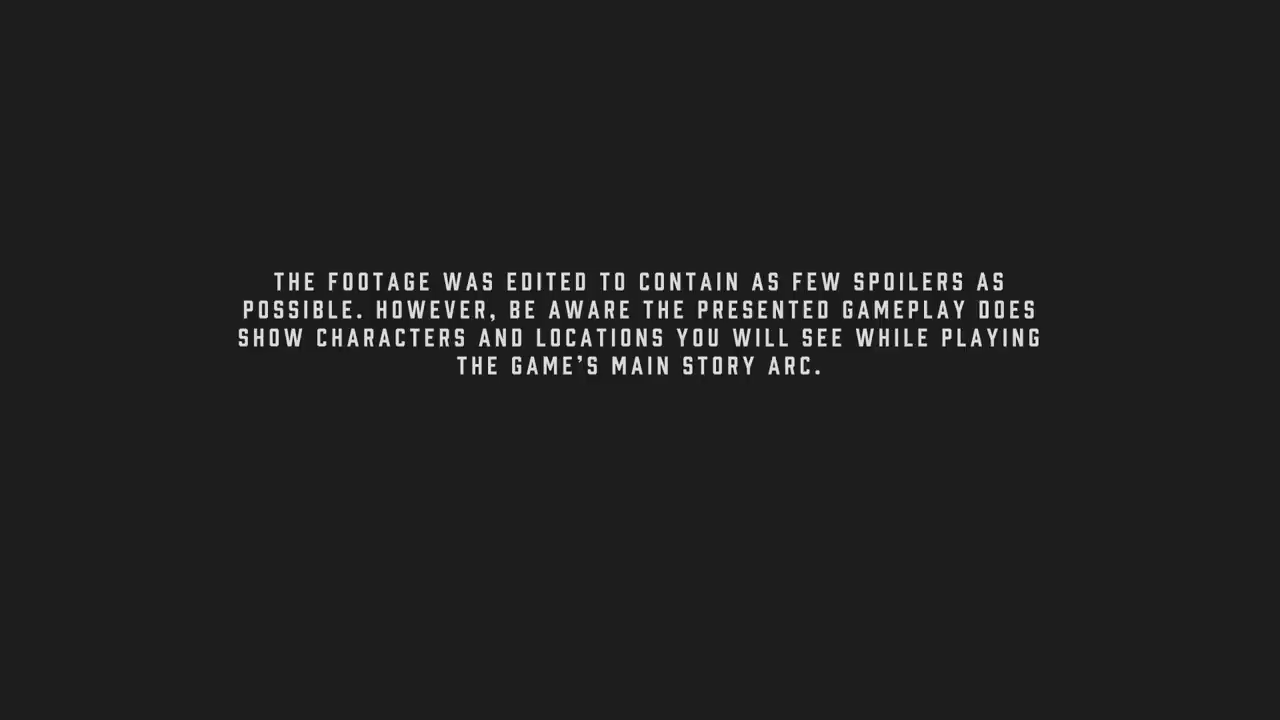 THE FOOTAGE WAS EDITED TO CONTAIN AS FEW SPOILERS AS
POSSIBLE. HOWEVER, BE AWARE THE PRESENTED GAMEPLAY DOES
SHOW CHARACTERS AND LOCATIONS YOU WILL SEE WHILE PLAYING
THE GAME'S MAIN STORY ARC.